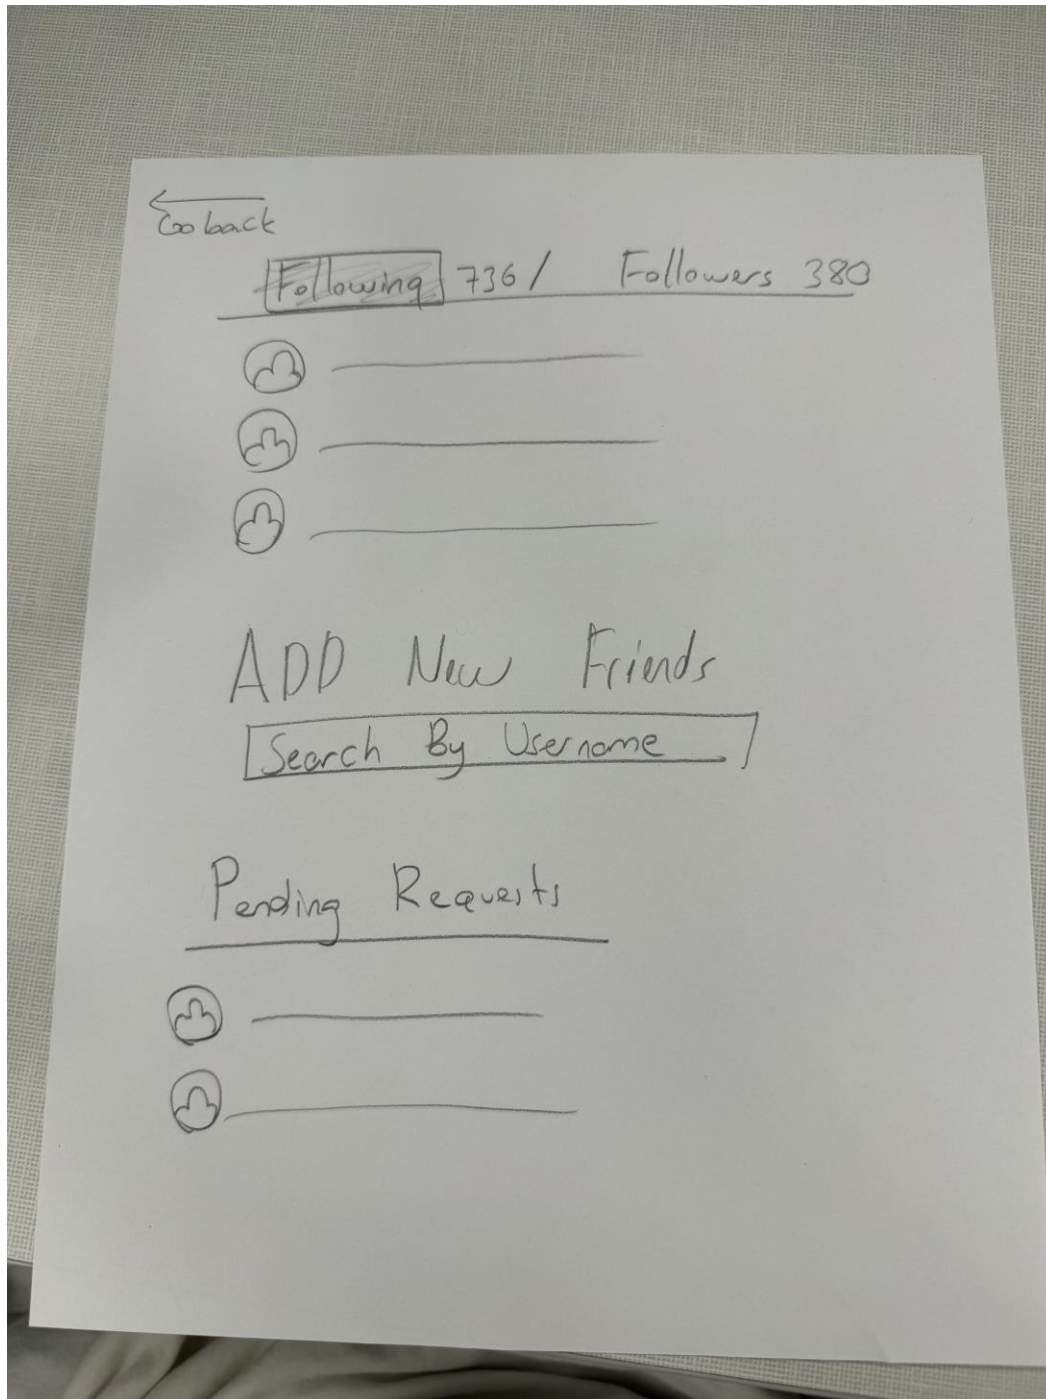 Go back
Following 736 / Followers 380
ADD New Friends
Search By Username
Pending Requests